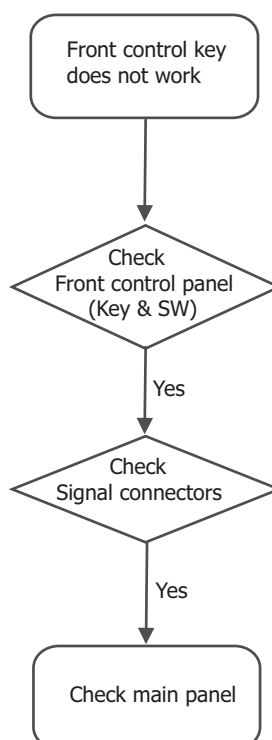 Front control key
does not work
Check
Front control panel
(Key & SW)
Yes
Check
Signal connectors
Yes
Check main panel